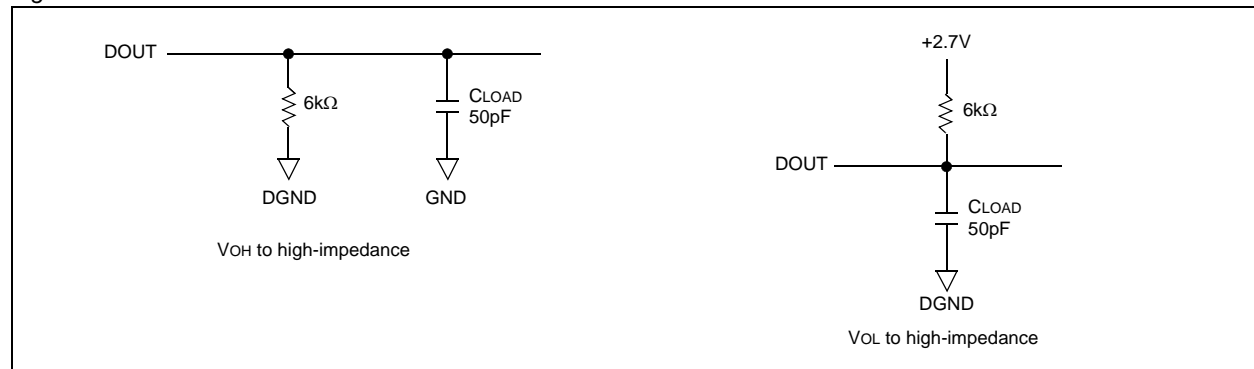 DOUT
6kΩ
CLOAD
50pF
DGND
GND
VOH to high-impedance
+2.7V
6kΩ
DOUT
CLOAD
50pF
DGND
VOL to high-impedance